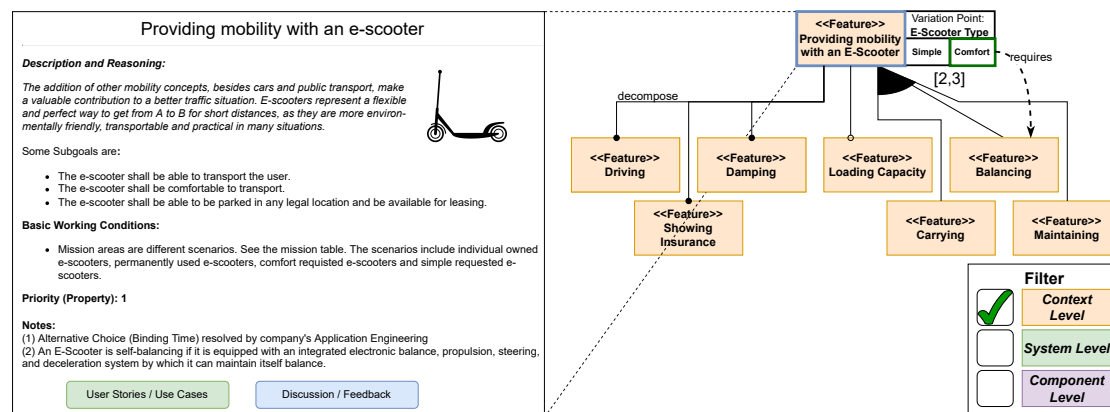 Providing mobility with an e-scooter
Description and Reasoning:
The addition of other mobility concepts, besides cars and public transport, make
a valuable contribution to a better traffic situation. E-scooters represent a flexible
and perfect way to get from A to B for short distances, as they are more environ-
mentally friendly, transportable and practical in many situations.
Some Subgoals are:
• The e-scooter shall be able to transport the user.
• The e-scooter shall be comfortable to transport.
• The e-scooter shall be able to be parked in any legal location and be available for leasing.
Basic Working Conditions:
• Mission areas are different scenarios. See the mission table. The scenarios include individual owned
e-scooters, permanently used e-scooters, comfort requisted e-scooters and simple requested e-
scooters.
Priority (Property): 1
Notes:
(1) Alternative Choice (Binding Time) resolved by company's Application Engineering
(2) An E-Scooter is self-balancing if it is equipped with an integrated electronic balance, propulsion, steering,
and deceleration system by which it can maintain itself balance.
User Stories / Use Cases
Discussion / Feedback
<<Feature>>
Providing mobility
with an E-Scooter
Variation Point:
E-Scooter Type
Simple
Comfort
requires
[2,3]
decompose
<<Feature>>
Driving
<<Feature>>
Damping
<<Feature>>
Loading Capacity
<<Feature>>
Balancing
<<Feature>>
Showing
Insurance
<<Feature>>
Carrying
<<Feature>>
Maintaining
Filter
Context
Level
System Level
Component
Level